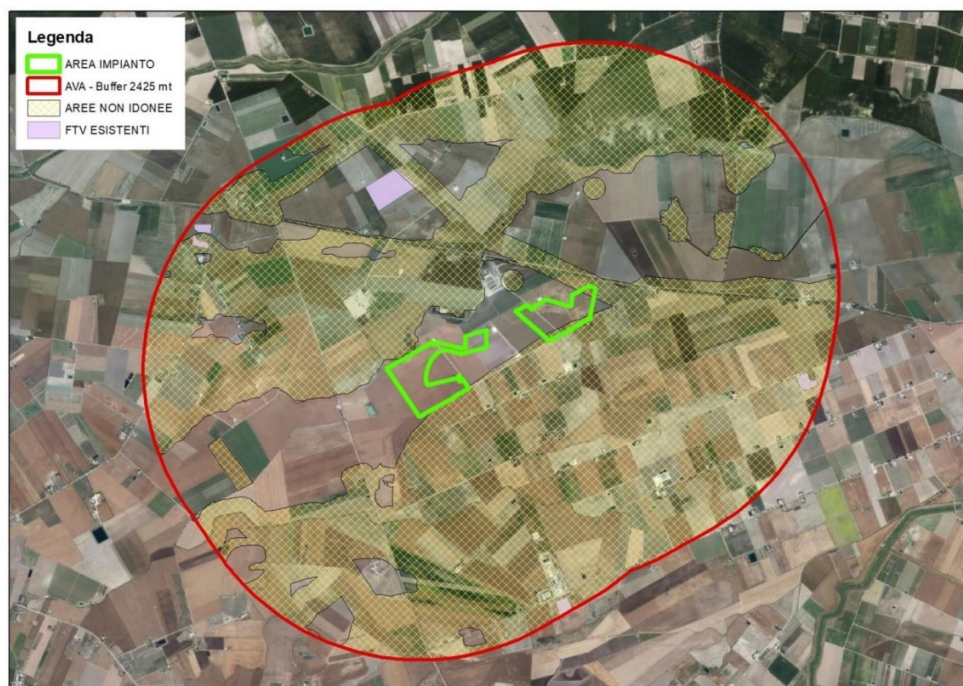 Legenda
AREA IMPIANTO
AVA - Buffer 2425 mt
AREE NON IDONEE
FTV ESISTENTI